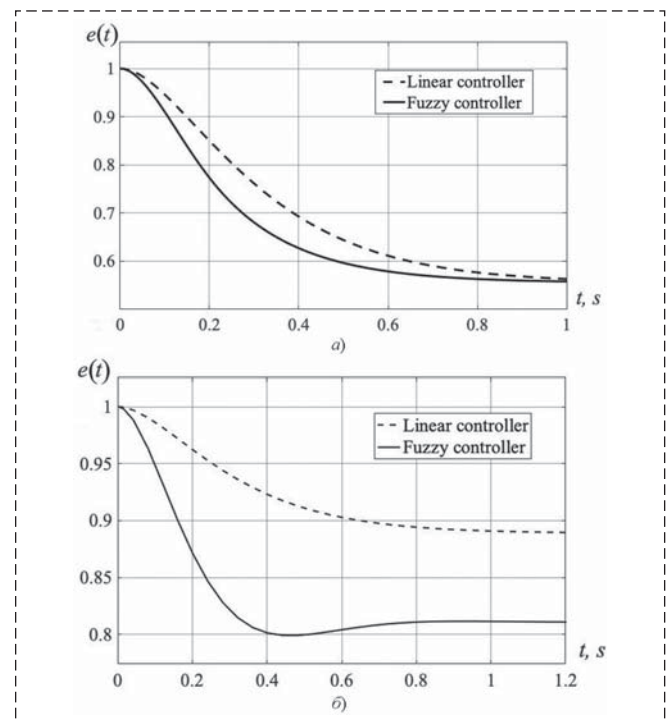 e(t)
1
0.9
0.8
0.7
0.6
Linear controller
Fuzzy controller
0 0.2 0.4 0.6 0.8 1
t, s
а)
e(t)
1
0.95
0.9
0.85
0.8
Linear controller
Fuzzy controller
0 0.2 0.4 0.6 0.8 1 1.2
t, s
б)